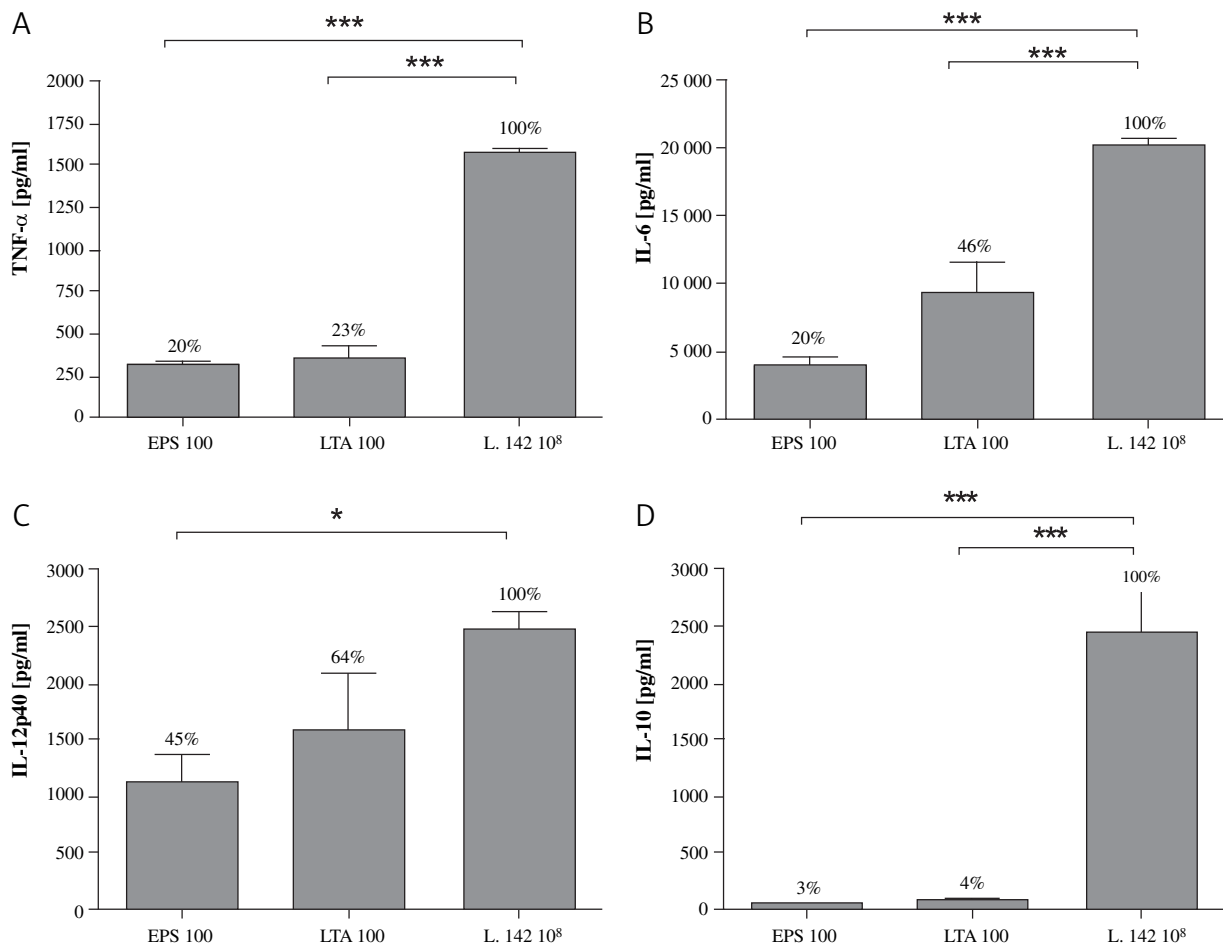 A
***
***
TNF-α [pg/ml]
2000
1750
1500
1250
1000
750
500
250
0
20%
23%
100%
EPS 100
LTA 100
L. 142 10⁸
B
***
***
IL-6 [pg/ml]
25 000
20 000
15 000
10 000
5 000
0
20%
46%
100%
EPS 100
LTA 100
L. 142 10⁸
C
*
IL-12p40 [pg/ml]
3000
2500
2000
1500
1000
500
0
45%
64%
100%
EPS 100
LTA 100
L. 142 10⁸
D
***
***
IL-10 [pg/ml]
3000
2500
2000
1500
1000
500
0
3%
4%
100%
EPS 100
LTA 100
L. 142 10⁸